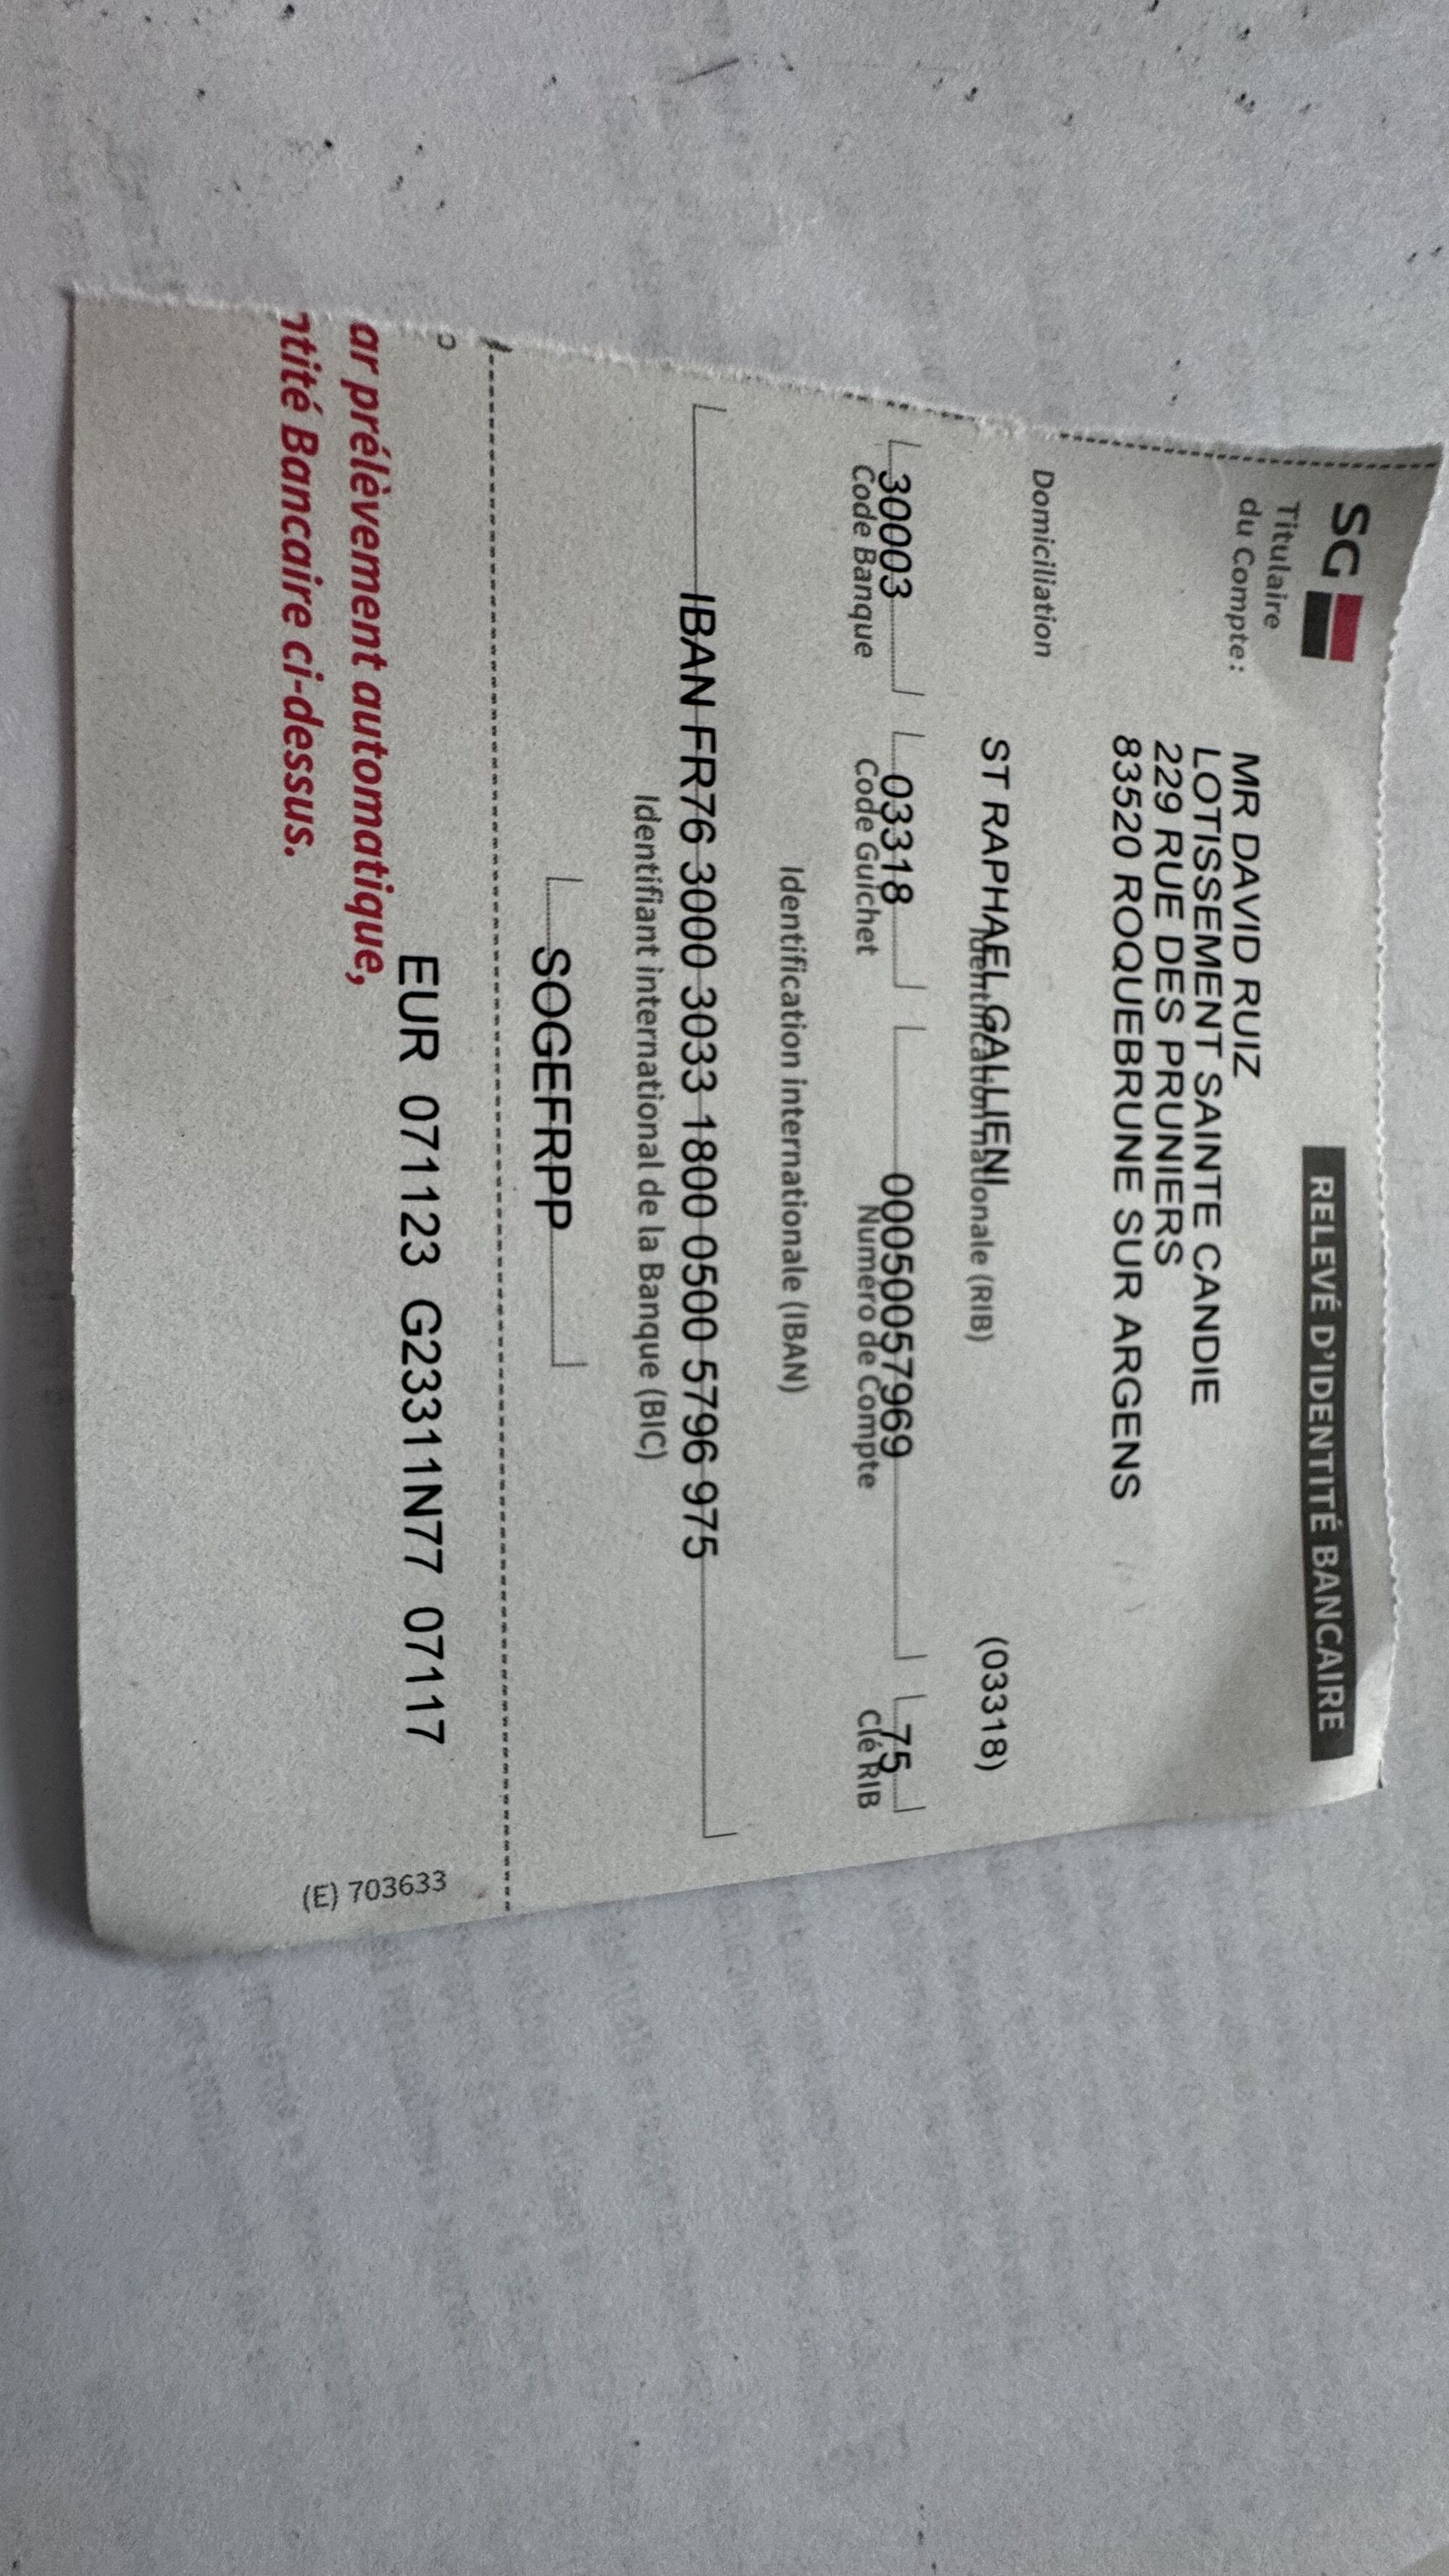 SG
RELEVÉ D'IDENTITÉ BANCAIRE
Titulaire
du Compte:
MR DAVID RUIZ
LOTISSEMENT SAINTE CANDIE
229 RUE DES PRUNIERS
83520 ROQUEBRUNE SUR ARGENS
Domiciliation
ST RAPHAEL GALLIENI (03318)
Identification nationale (RIB)
30003 03318 00050057969 75
Code Banque Code Guichet Numéro de Compte Clé RIB
Identification internationale (IBAN)
IBAN FR76 3000 3033 1800 0500 5796 975
Identifiant international de la Banque (BIC)
SOGEFRPP
EUR 071123 G23311N77 07117
ar prélèvement automatique,
ntité Bancaire ci-dessus.
(E) 703633